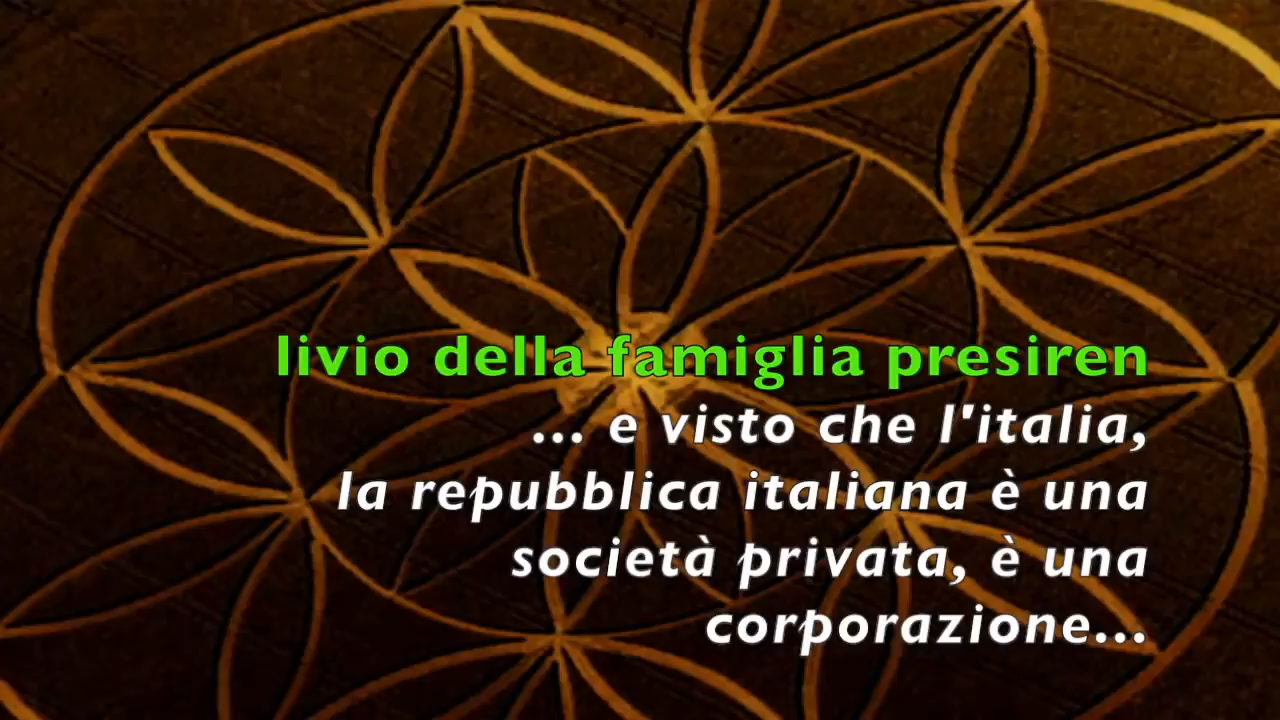 livio della famiglia presiren
... e visto che l'italia,
la repubblica italiana è una
società privata, è una
corporazione...